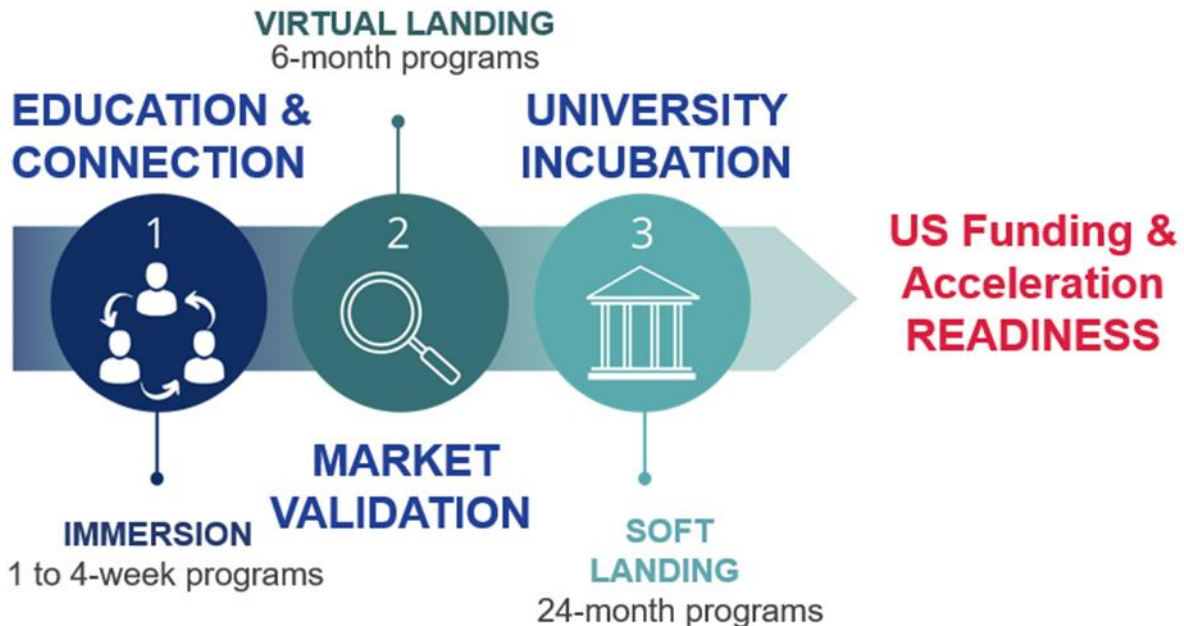 VIRTUAL LANDING
6-month programs
EDUCATION &
CONNECTION
UNIVERSITY
INCUBATION
1
2
3
US Funding &
Acceleration
READINESS
MARKET
VALIDATION
IMMERSION
1 to 4-week programs
SOFT
LANDING
24-month programs